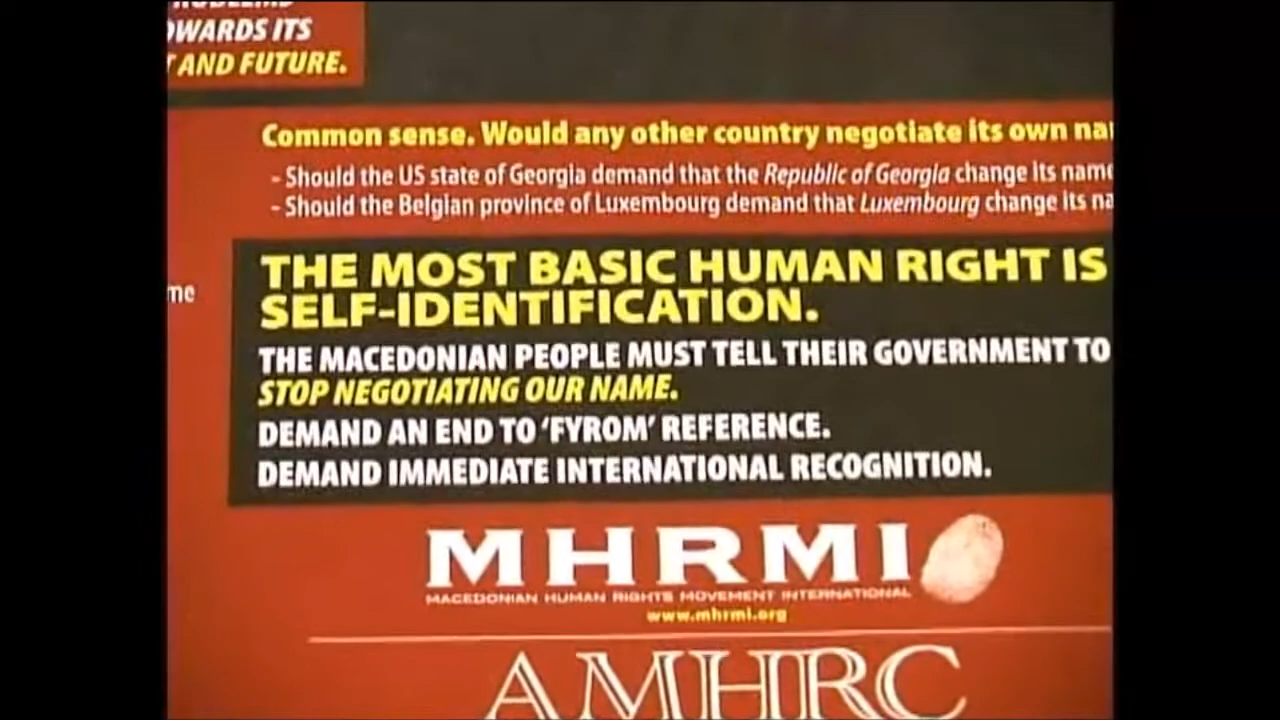 OWARDS ITS
AND FUTURE.
Common sense. Would any other country negotiate its own
- Should the US state of Georgia demand that the Republic of Georgia change its name
- Should the Belgian province of Luxembourg demand that Luxembourg change its
me
THE MOST BASIC HUMAN RIGHT IS
SELF-IDENTIFICATION.
THE MACEDONIAN PEOPLE MUST TELL THEIR GOVERNMENT TO
STOP NEGOTIATING OUR NAME.
DEMAND AN END TO 'FYROM' REFERENCE.
DEMAND IMMEDIATE INTERNATIONAL RECOGNITION.
MHRMI
MACEDONIAN HUMAN RIGHTS MOVEMENT INTERNATIONAL
www.mhrmi.org
AMHRC